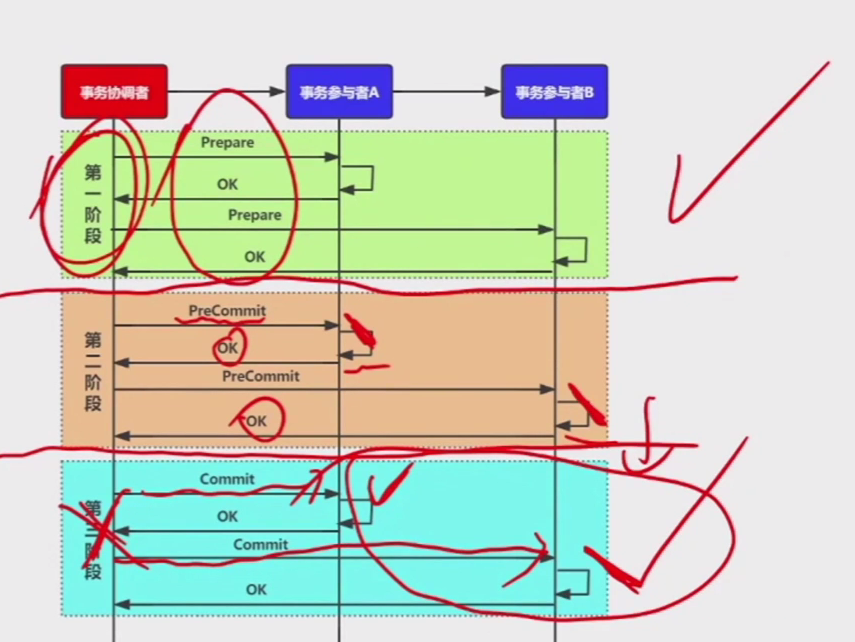 事务协调者
事务参与者A
事务参与者B
第一阶段
Prepare
OK
Prepare
OK
第二阶段
PreCommit
OK
PreCommit
OK
第三阶段
Commit
OK
Commit
OK